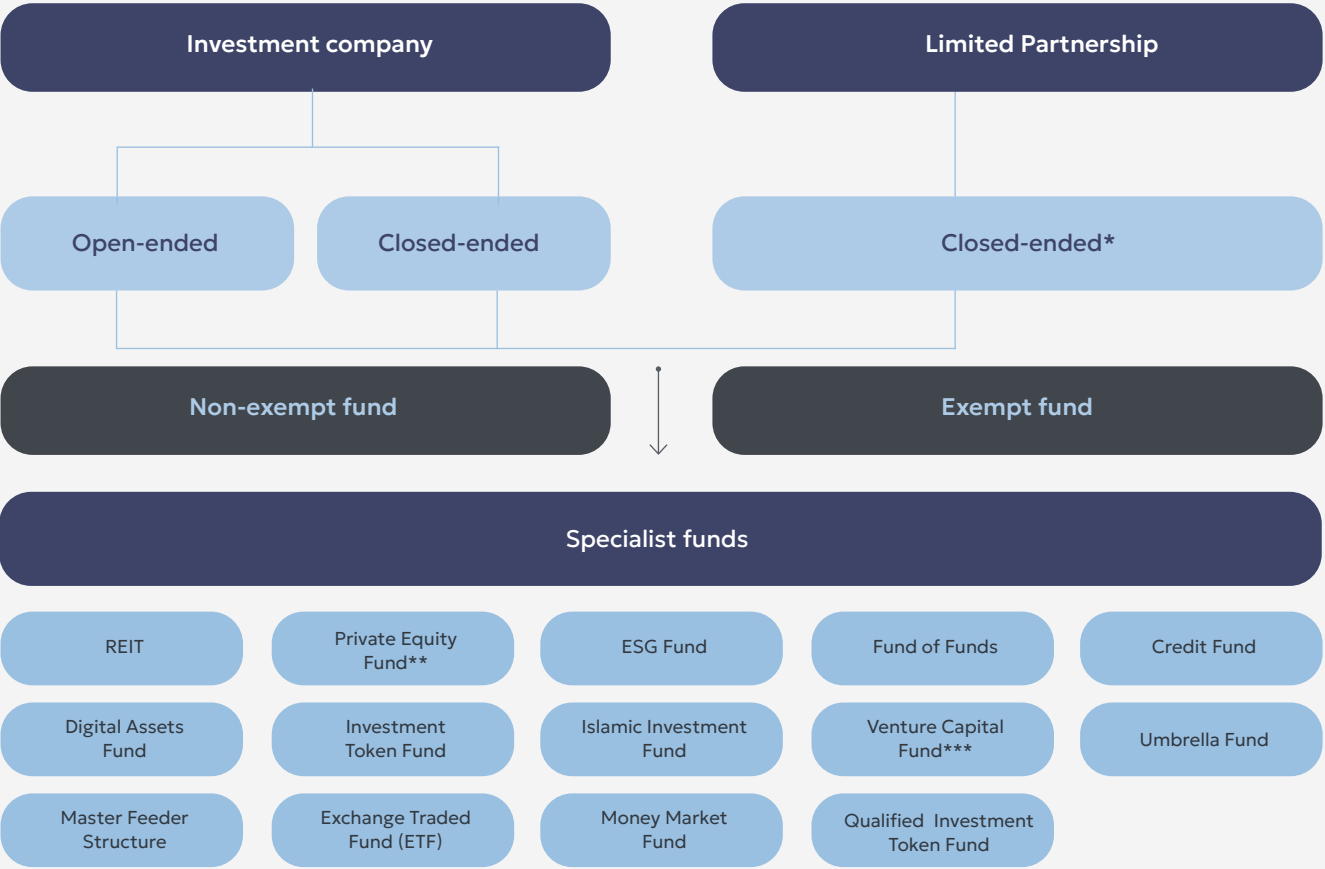 Investment company
Limited Partnership
Open-ended
Closed-ended
Closed-ended*
Non-exempt fund
Exempt fund
Specialist funds
REIT
Private Equity
Fund**
ESG Fund
Fund of Funds
Credit Fund
Digital Assets
Fund
Investment
Token Fund
Islamic Investment
Fund
Venture Capital
Fund***
Umbrella Fund
Master Feeder
Structure
Exchange Traded
Fund (ETF)
Money Market
Fund
Qualified Investment
Token Fund